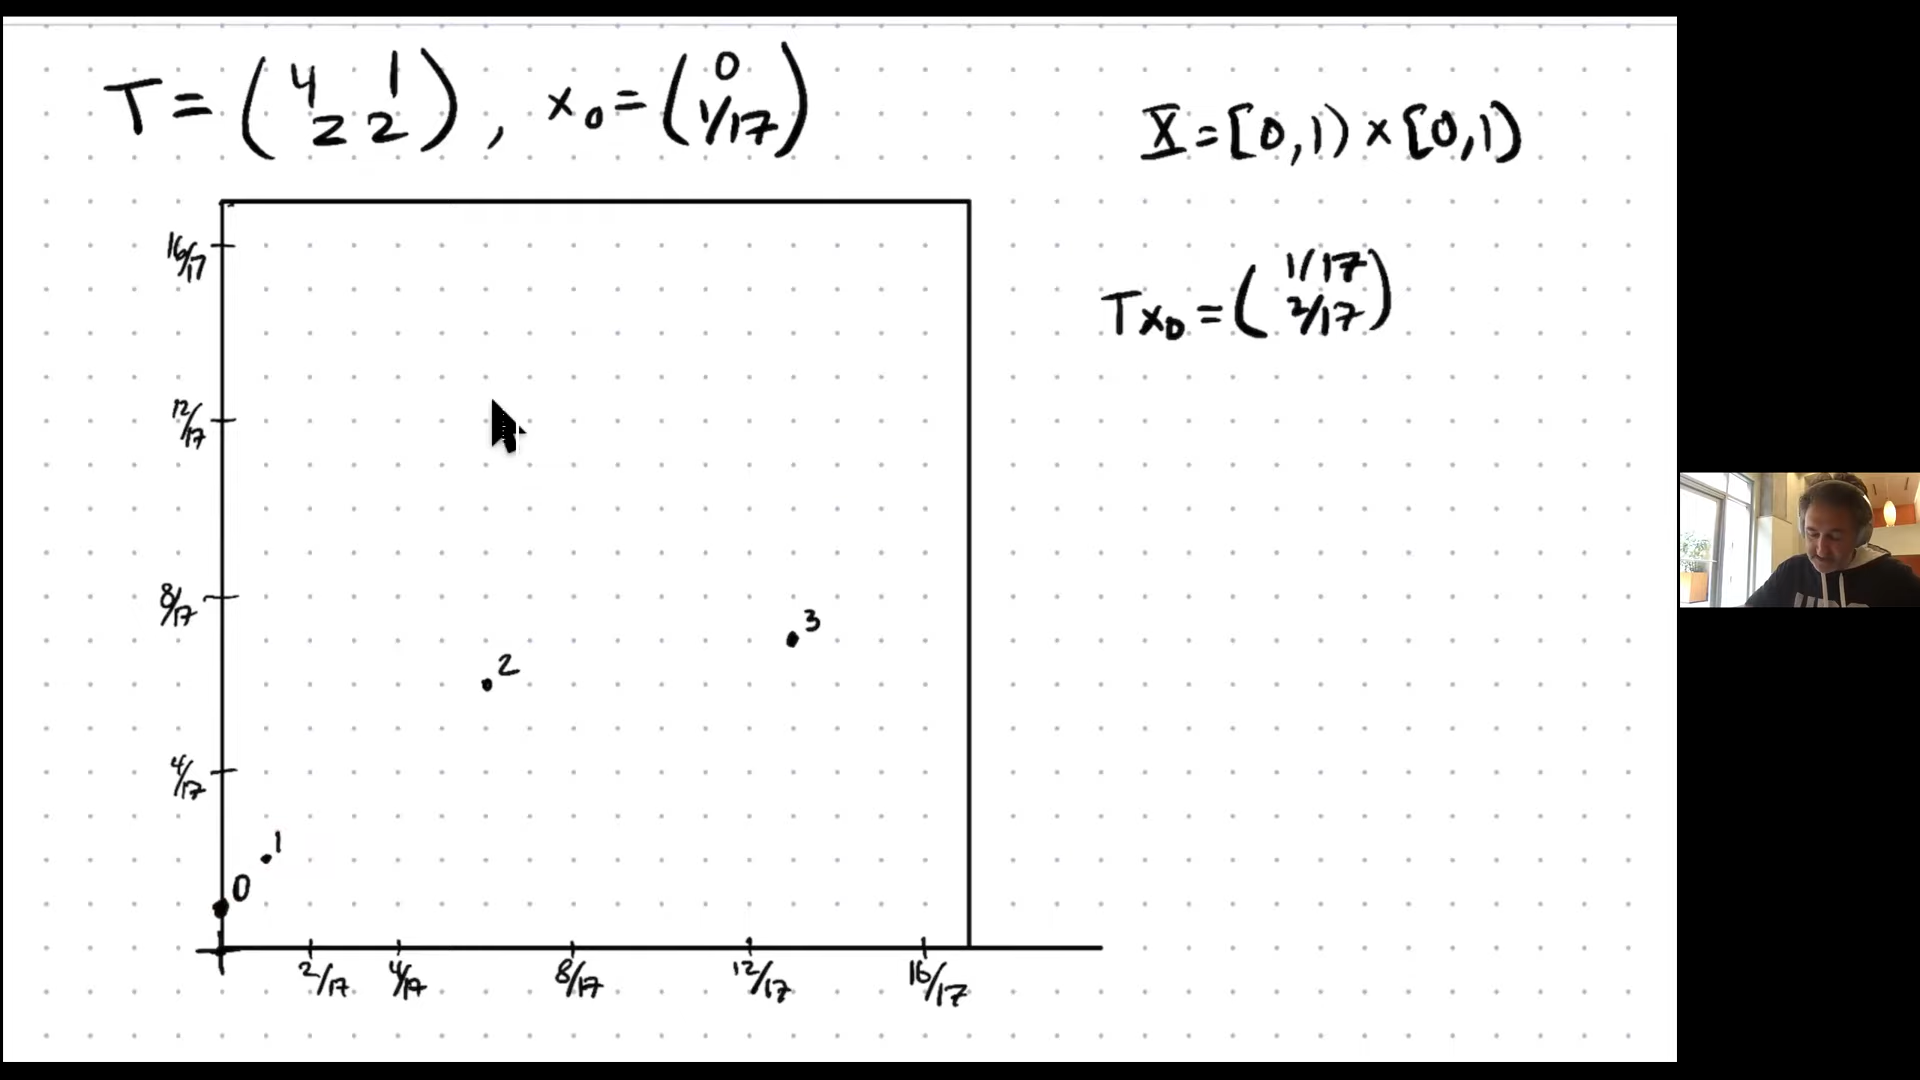 T = ( 4 1 ; 2 2 ) , x₀ = ( 0 ; 1/17 )
X = [0,1) × [0,1)
16/17
Tx₀ = ( 1/17 ; 2/17 )
12/17
8/17
3
2
4/17
1
0
2/17 4/17 8/17 12/17 16/17